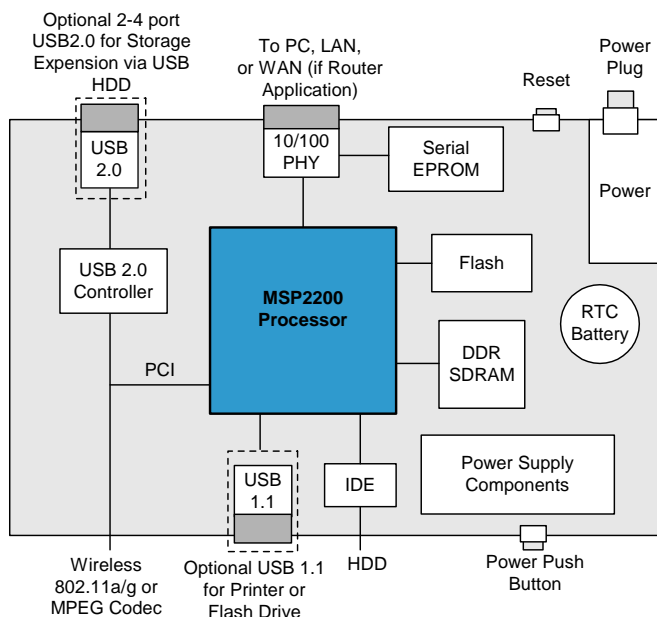 Optional 2-4 port
USB2.0 for Storage
Expansion via USB
HDD
To PC, LAN,
or WAN (if Router
Application)
Reset
Power
Plug
USB
2.0
10/100
PHY
Serial
EPROM
Power
USB 2.0
Controller
MSP2200
Processor
Flash
RTC
Battery
DDR
SDRAM
PCI
USB
1.1
IDE
Power Supply
Components
Wireless
802.11a/g or
MPEG Codec
Optional USB 1.1
for Printer or
Flash Drive
HDD
Power Push
Button